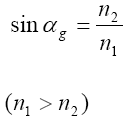 sin α_g = n_2 / n_1
(n_1 > n_2)